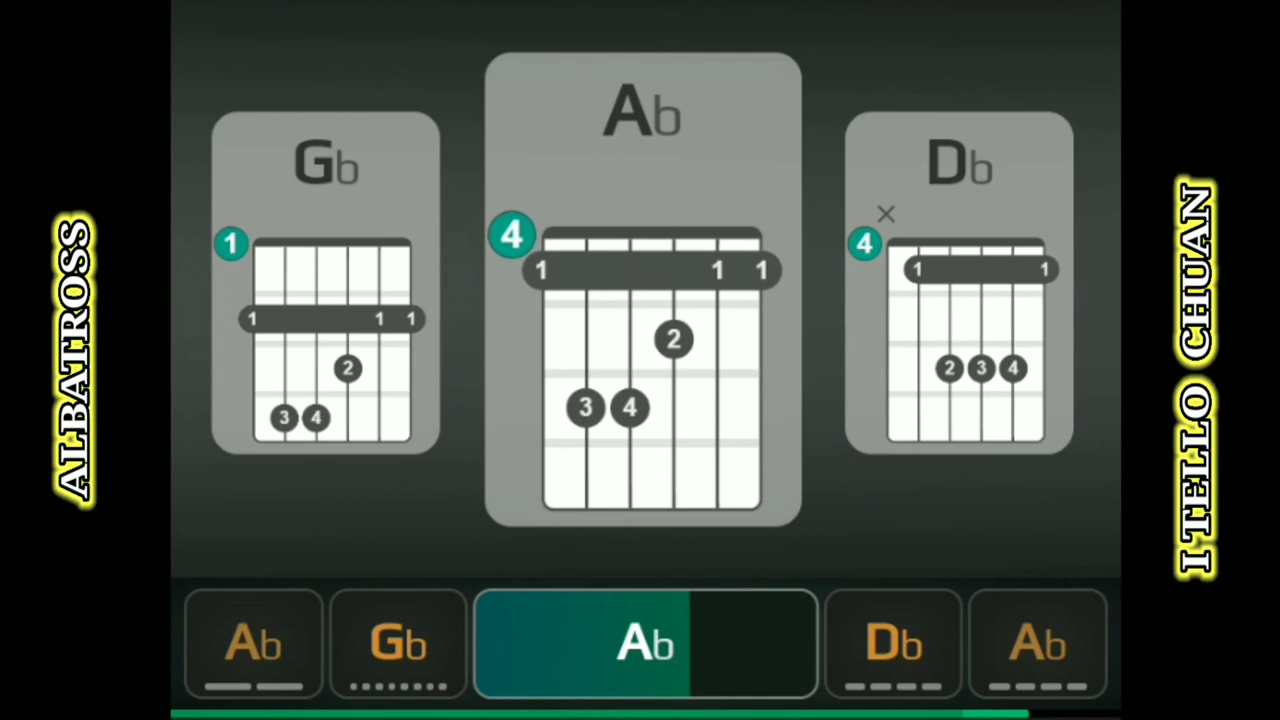 ALBATROSS
Gb
1
1 1 1
2
3 4
Ab
4
1 1 1
2
3 4
Db
×
4
1 1
2 3 4
I TELLO CHUAN
Ab
Gb
Ab
Db
Ab